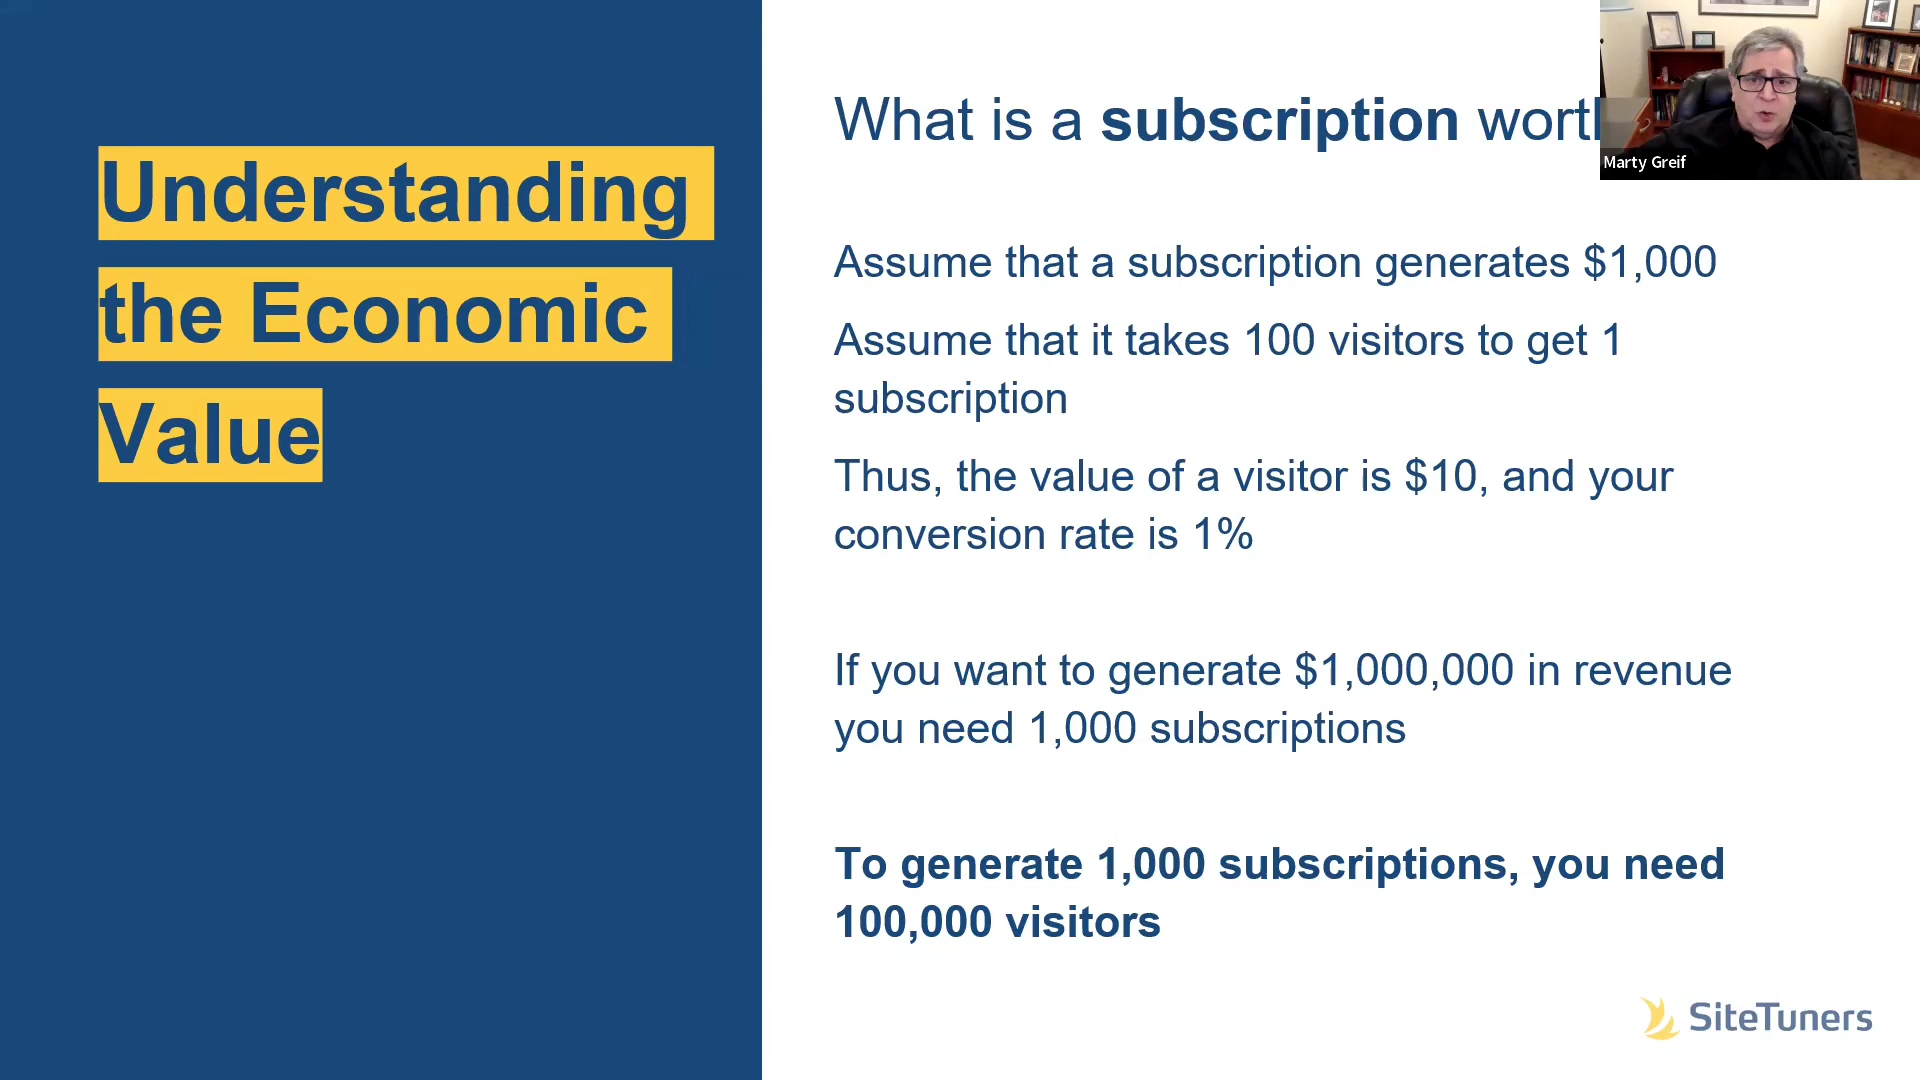 Understanding
the Economic
Value
What is a subscription
Assume that a subscription generates $1,000
Assume that it takes 100 visitors to get 1
subscription
Thus, the value of a visitor is $10, and your
conversion rate is 1%
If you want to generate $1,000,000 in revenue
you need 1,000 subscriptions
To generate 1,000 subscriptions, you need
100,000 visitors
Marty Greif
SiteTuners